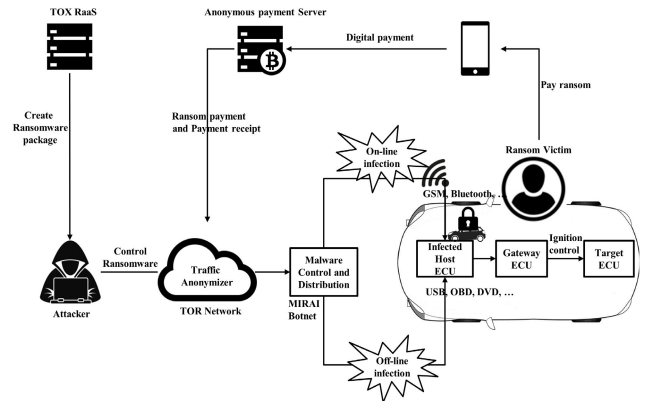 TOX RaaS
Anonymous payment Server
Digital payment
Create
Ransomware
package
Ransom payment
and Payment receipt
Pay ransom
On-line
infection
Ransom Victim
GSM, Bluetooth, ...
Control
Ransomware
Traffic
Anonymizer
Malware
Control and
Distribution
Infected
Host
ECU
Gateway
ECU
Ignition
control
Target
ECU
Attacker
TOR Network
MIRAI
Botnet
USB, OBD, DVD, ...
Off-line
infection